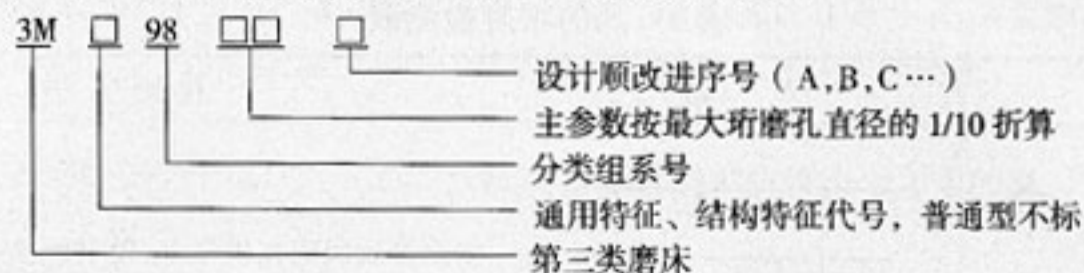 3M □ 98 □□ □
设计顺改进序号（A,B,C…）
主参数按最大珩磨孔直径的 1/10 折算
分类组系号
通用特征、结构特征代号，普通型不标
第三类磨床